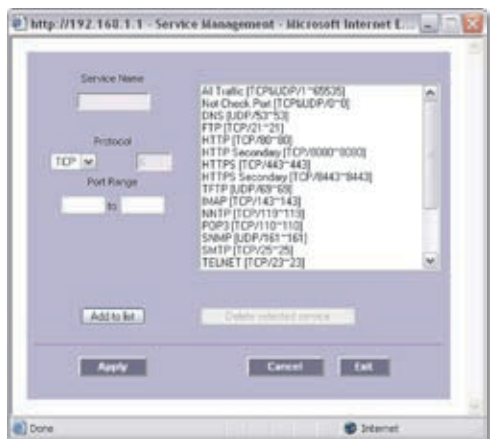 http://192.168.1.1 - Service Management - Microsoft Internet E...
Service Name
Protocol
TCP
6
Port Range
to
All Traffic [TCP&UDP/1~65535]
Not Check Port [TCP&UDP/0~0]
DNS [UDP/53~53]
FTP [TCP/21~21]
HTTP [TCP/80~80]
HTTP Secondary [TCP/8080~8080]
HTTPS [TCP/443~443]
HTTPS Secondary [TCP/8443~8443]
TFTP [UDP/69~69]
IMAP [TCP/143~143]
NNTP [TCP/119~119]
POP3 [TCP/110~110]
SNMP [UDP/161~161]
SMTP [TCP/25~25]
TELNET [TCP/23~23]
Add to list
Delete selected service
Apply
Cancel
Exit
Done
Internet